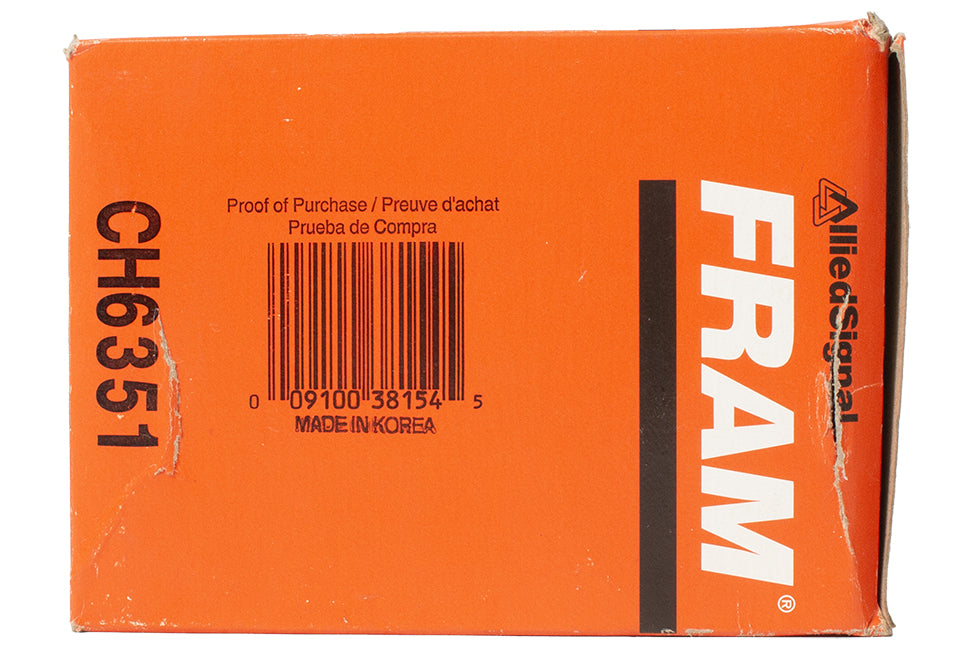 AlliedSignal
FRAM®
Proof of Purchase / Preuve d'achat
Prueba de Compra
0 09100 38154 5
MADE IN KOREA
CH6351